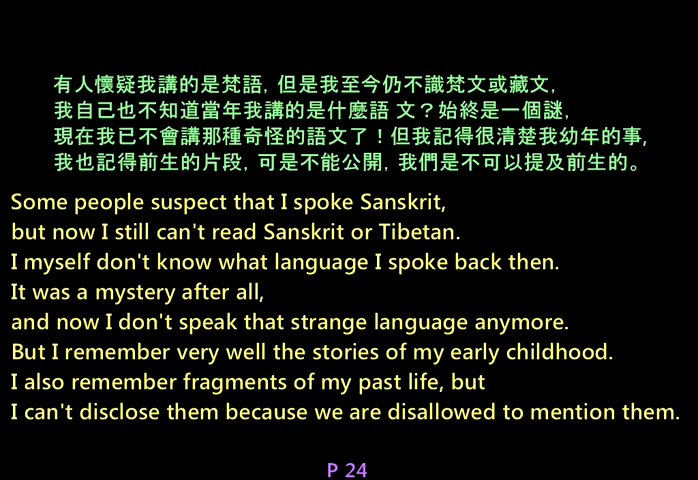 有人懷疑我講的是梵語, 但是我至今仍不識梵文或藏文,
我自己也不知道當年我講的是什麼語 文？始終是一個謎,
現在我已不會講那種奇怪的語文了！但我記得很清楚我幼年的事,
我也記得前生的片段, 可是不能公開, 我們是不可以提及前生的。
Some people suspect that I spoke Sanskrit,
but now I still can't read Sanskrit or Tibetan.
I myself don't know what language I spoke back then.
It was a mystery after all,
and now I don't speak that strange language anymore.
But I remember very well the stories of my early childhood.
I also remember fragments of my past life, but
I can't disclose them because we are disallowed to mention them.
P 24